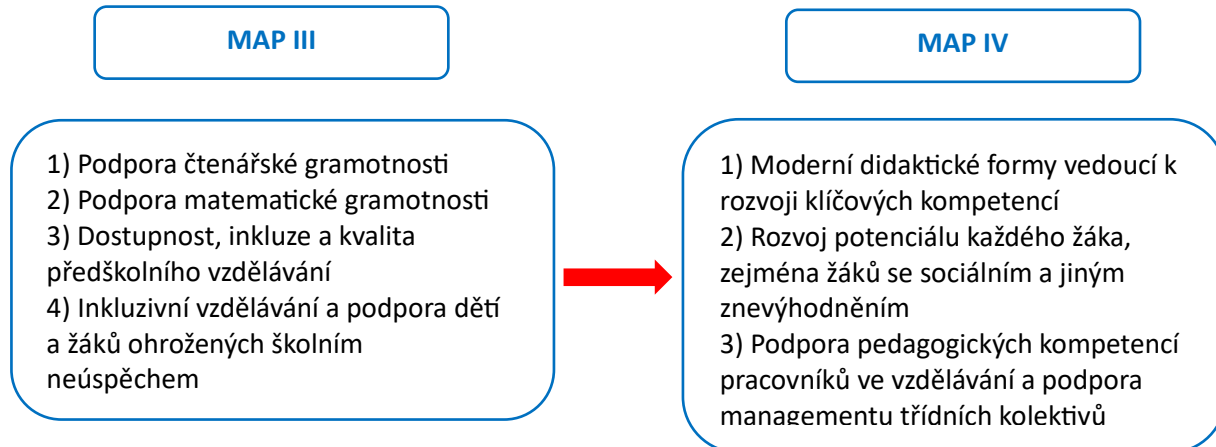 MAP III
1) Podpora čtenářské gramotnosti
2) Podpora matematické gramotnosti
3) Dostupnost, inkluze a kvalita
předškolního vzdělávání
4) Inkluzivní vzdělávání a podpora dětí
a žáků ohrožených školním
neúspěchem
MAP IV
1) Moderní didaktické formy vedoucí k
rozvoji klíčových kompetencí
2) Rozvoj potenciálu každého žáka,
zejména žáků se sociálním a jiným
znevýhodněním
3) Podpora pedagogických kompetencí
pracovníků ve vzdělávání a podpora
managementu třídních kolektivů